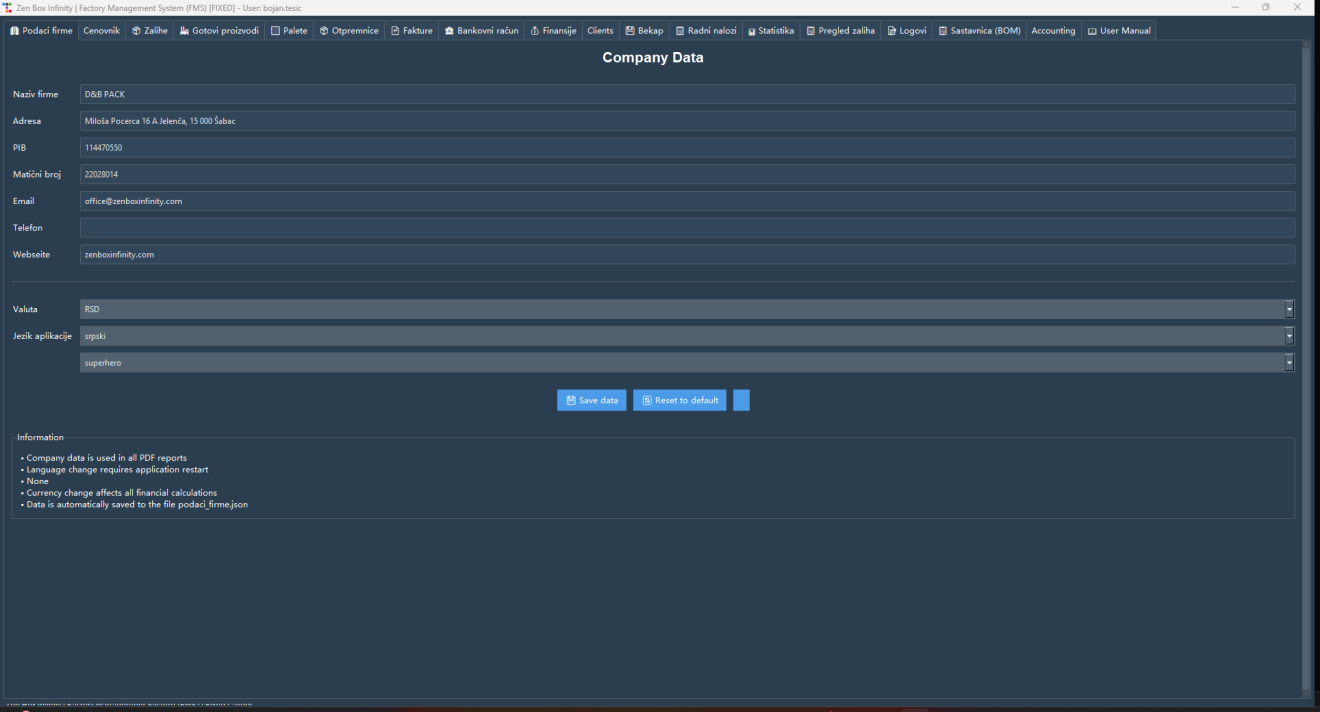 Zen Box Infinity | Factory Management System (FMS) [FIXED] - User: bojan.tesic
Podaci firme Cenovnik Zalihe Gotovi proizvodi Palete Otpremnice Fakture Bankovni račun Finansije Clients Bekap Radni nalozi Statistika Pregled zaliha Logovi Sastavnica (BOM) Accounting User Manual
Company Data
Naziv firme D&B PACK
Adresa Miloša Pocerca 16 A Jelenča, 15 000 Šabac
PIB 114470550
Matični broj 22028014
Email office@zenboxinfinity.com
Telefon
Webseite zenboxinfinity.com
Valuta RSD
Jezik aplikacije srpski
superhero
Save data Reset to default
Information
• Company data is used in all PDF reports
• Language change requires application restart
• None
• Currency change affects all financial calculations
• Data is automatically saved to the file podaci_firme.json